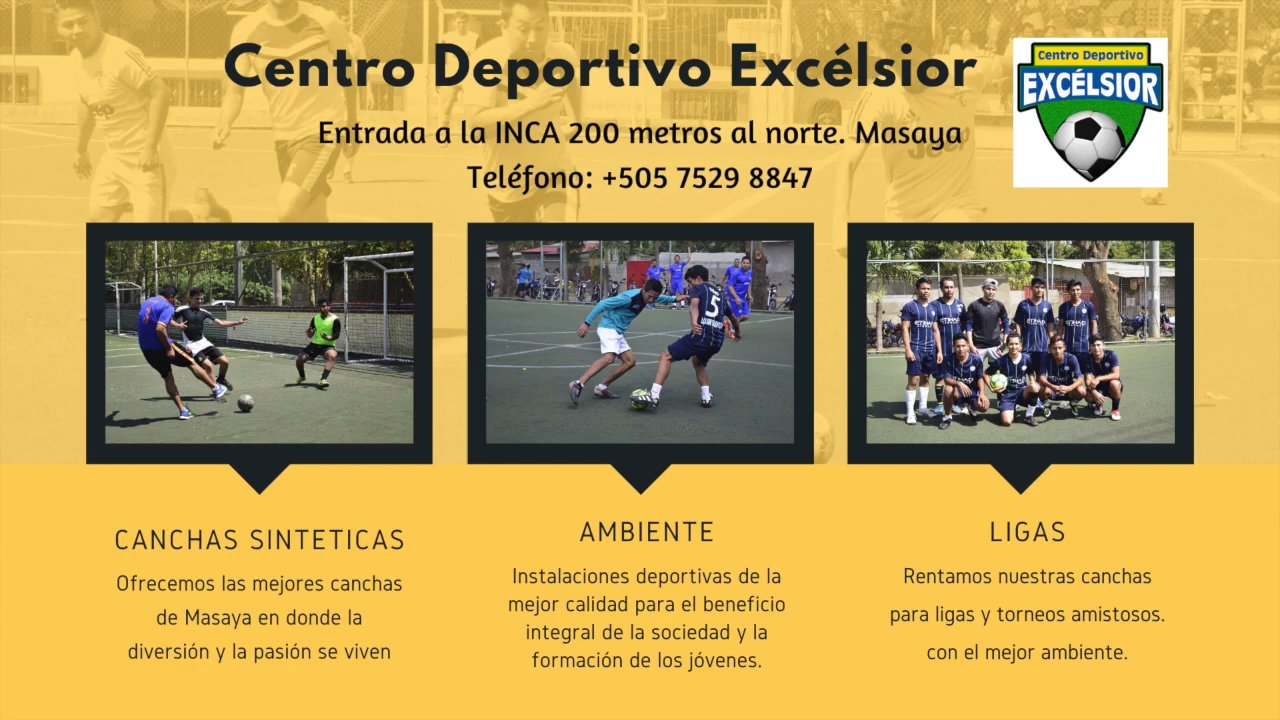 Centro Deportivo Excélsior
Entrada a la INCA 200 metros al norte. Masaya
Teléfono: +505 7529 8847
Centro Deportivo
EXCÉLSIOR
5
CANCHAS SINTETICAS
Ofrecemos las mejores canchas
de Masaya en donde la
diversión y la pasión se viven
AMBIENTE
Instalaciones deportivas de la
mejor calidad para el beneficio
integral de la sociedad y la
formación de los jóvenes.
LIGAS
Rentamos nuestras canchas
para ligas y torneos amistosos.
con el mejor ambiente.